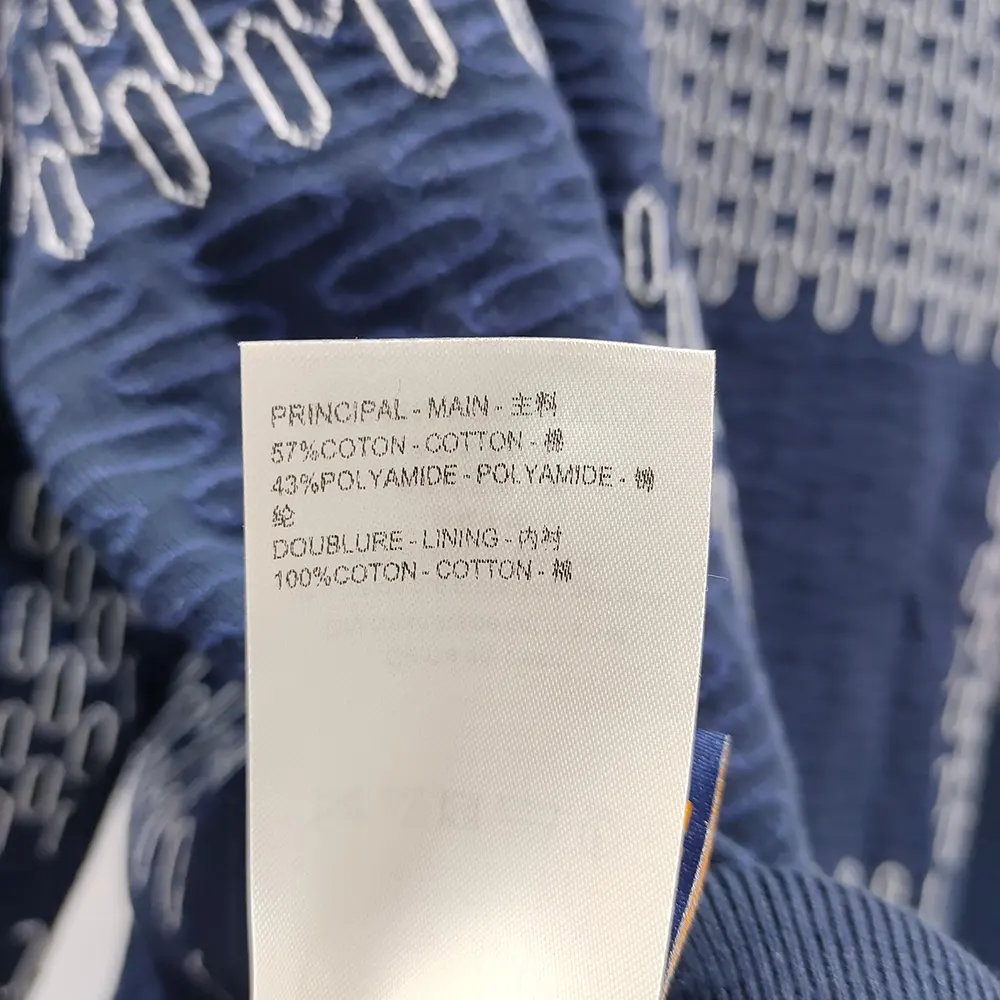 PRINCIPAL - MAIN - 主料
57%COTON - COTTON - 棉
43%POLYAMIDE - POLYAMIDE - 锦
纶
DOUBLURE - LINING - 内衬
100%COTON - COTTON - 棉